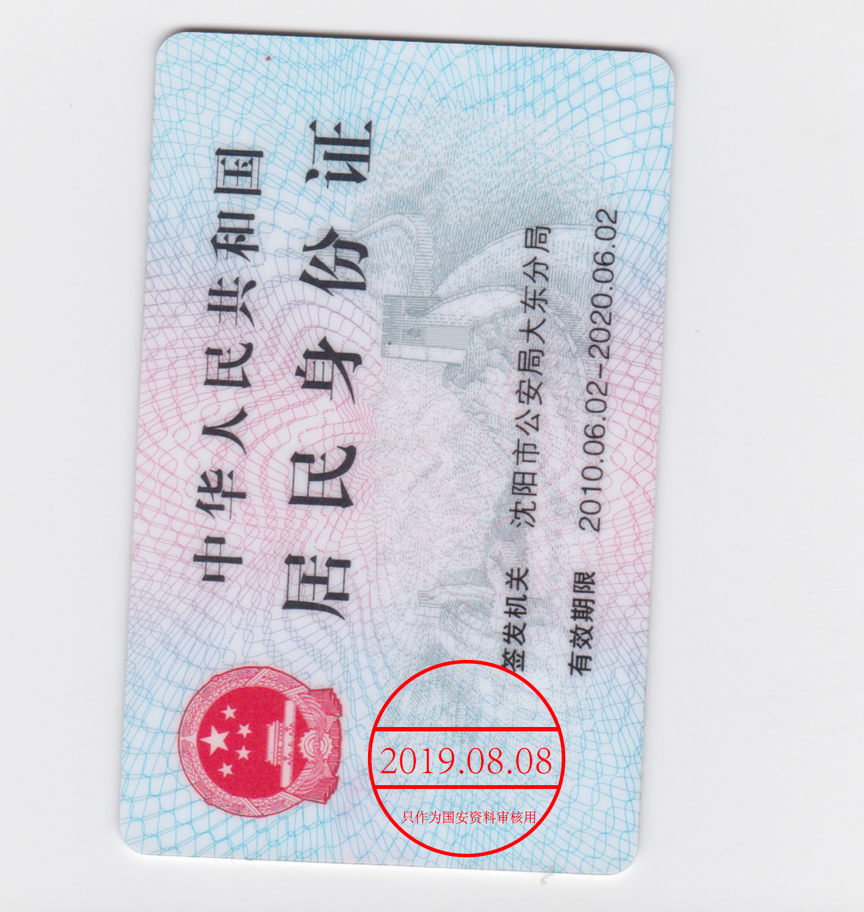 中华人民共和国
居民身份证
签发机关 沈阳市公安局大东分局
有效期限 2010.06.02-2020.06.02
2019.08.08
只作为国安资料审核用